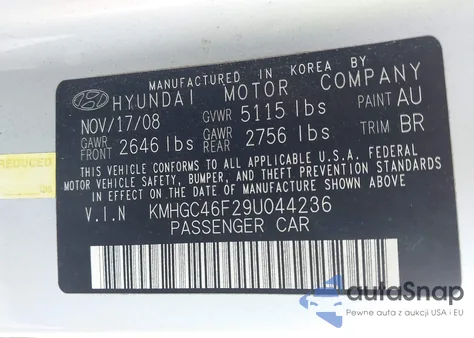 MANUFACTURED IN KOREA BY
HYUNDAI MOTOR COMPANY
NOV/17/08 GVWR 5115 lbs PAINT AU
GAWR FRONT 2646 lbs GAWR REAR 2756 lbs TRIM BR
THIS VEHICLE CONFORMS TO ALL APPLICABLE U.S.A. FEDERAL
MOTOR VEHICLE SAFETY, BUMPER, AND THEFT PREVENTION STANDARDS
IN EFFECT ON THE DATE OF MANUFACTURE SHOWN ABOVE.
V.I.N KMHGC46F29U044236
PASSENGER CAR
REDUCED
lbs
autoSnap
Pewne auta z aukcji USA i EU